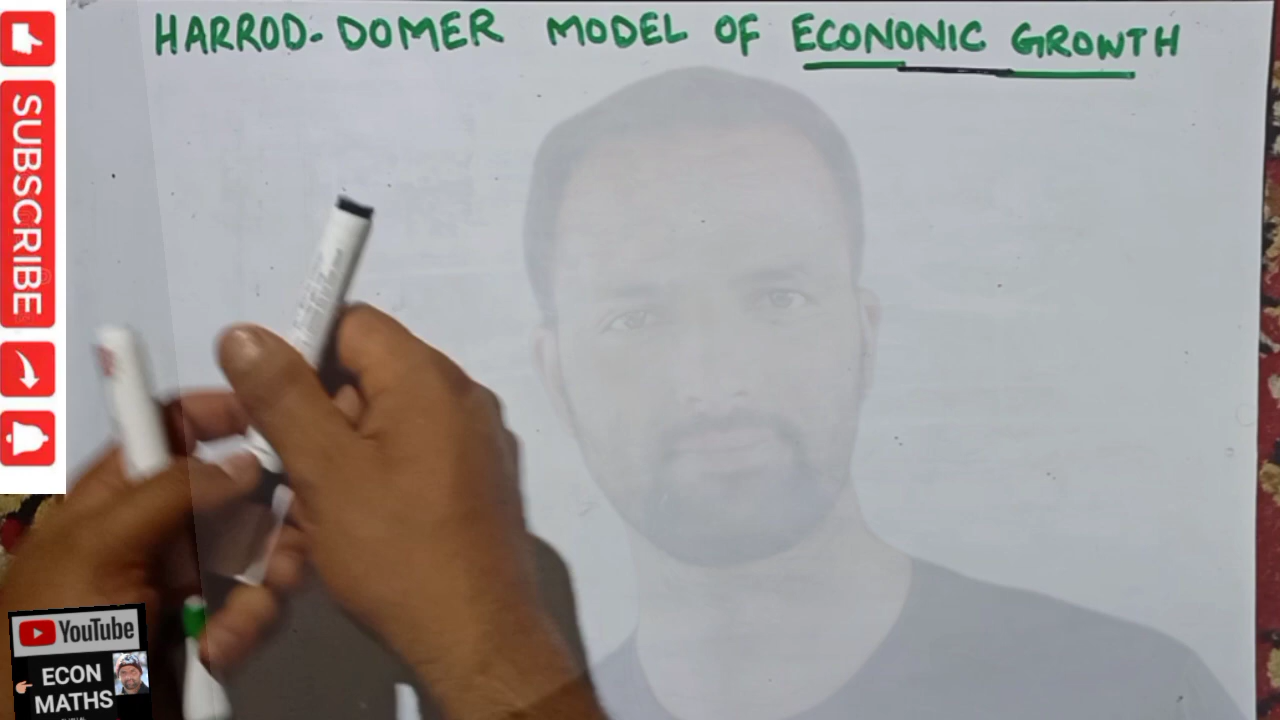 HARROD-DOMER MODEL OF ECONONIC GROWTH
SUBSCRIBE
YouTube
ECON
MATHS